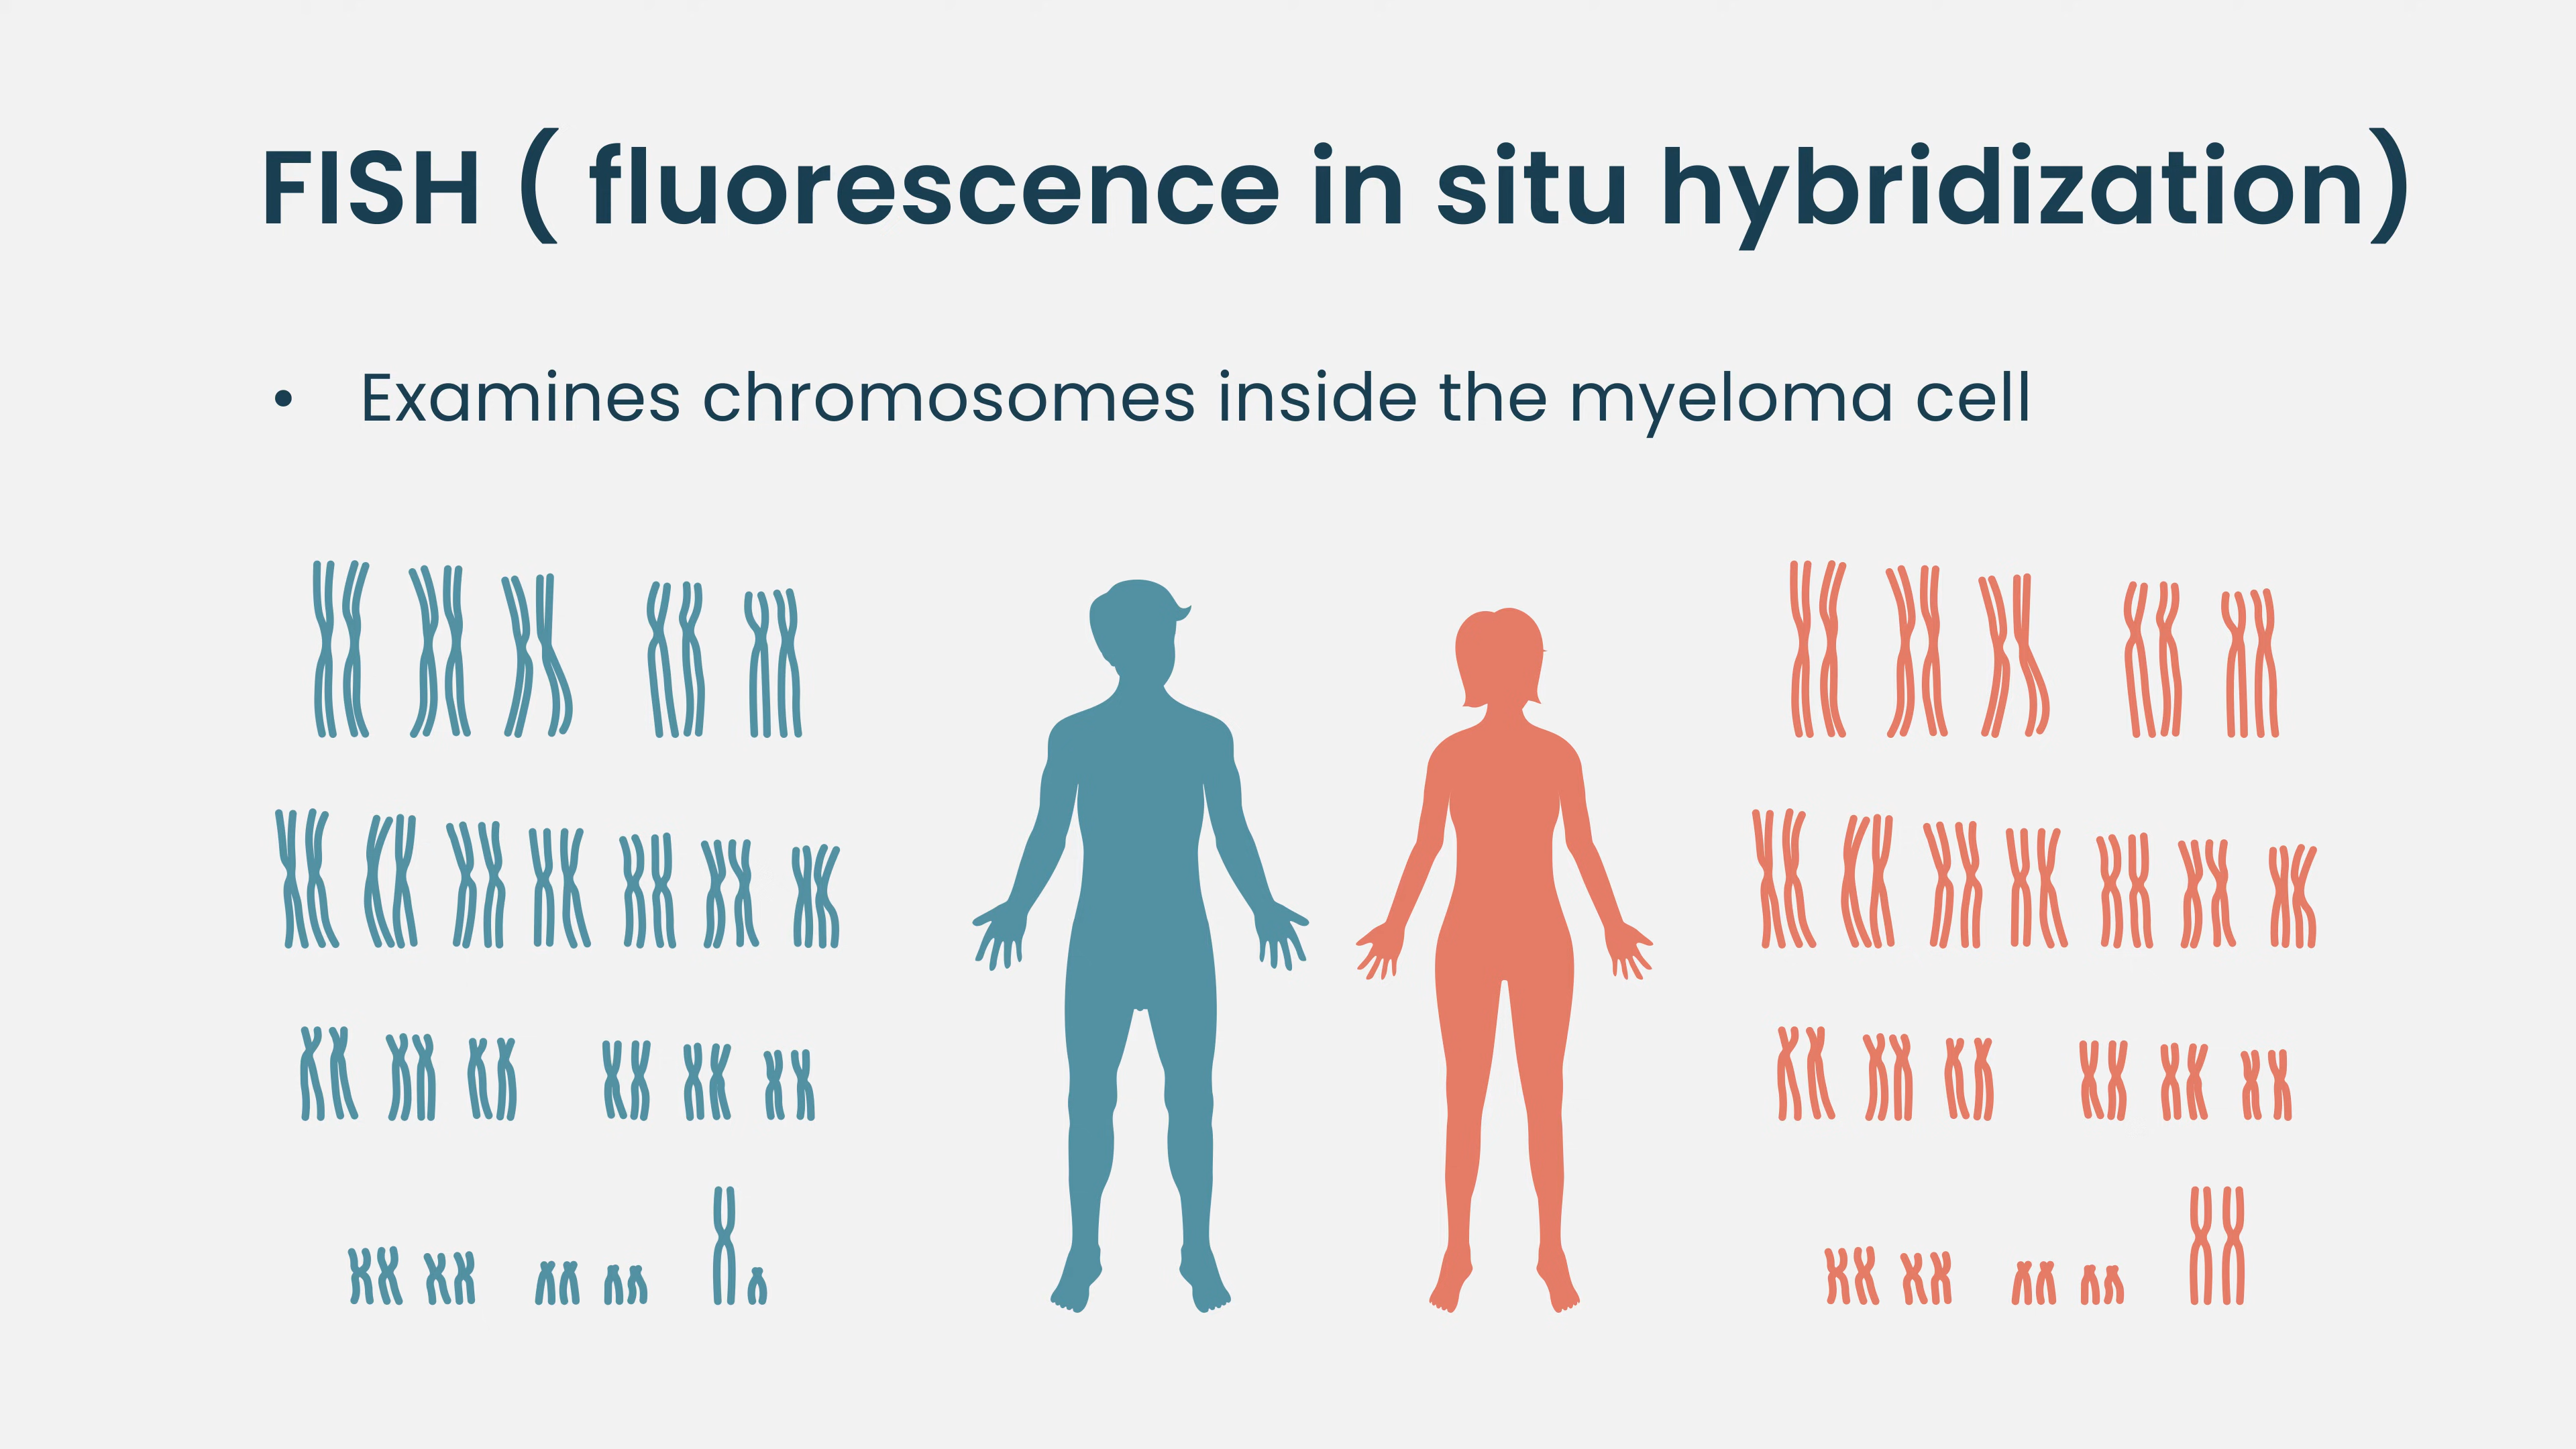 FISH ( fluorescence in situ hybridization)
• Examines chromosomes inside the myeloma cell